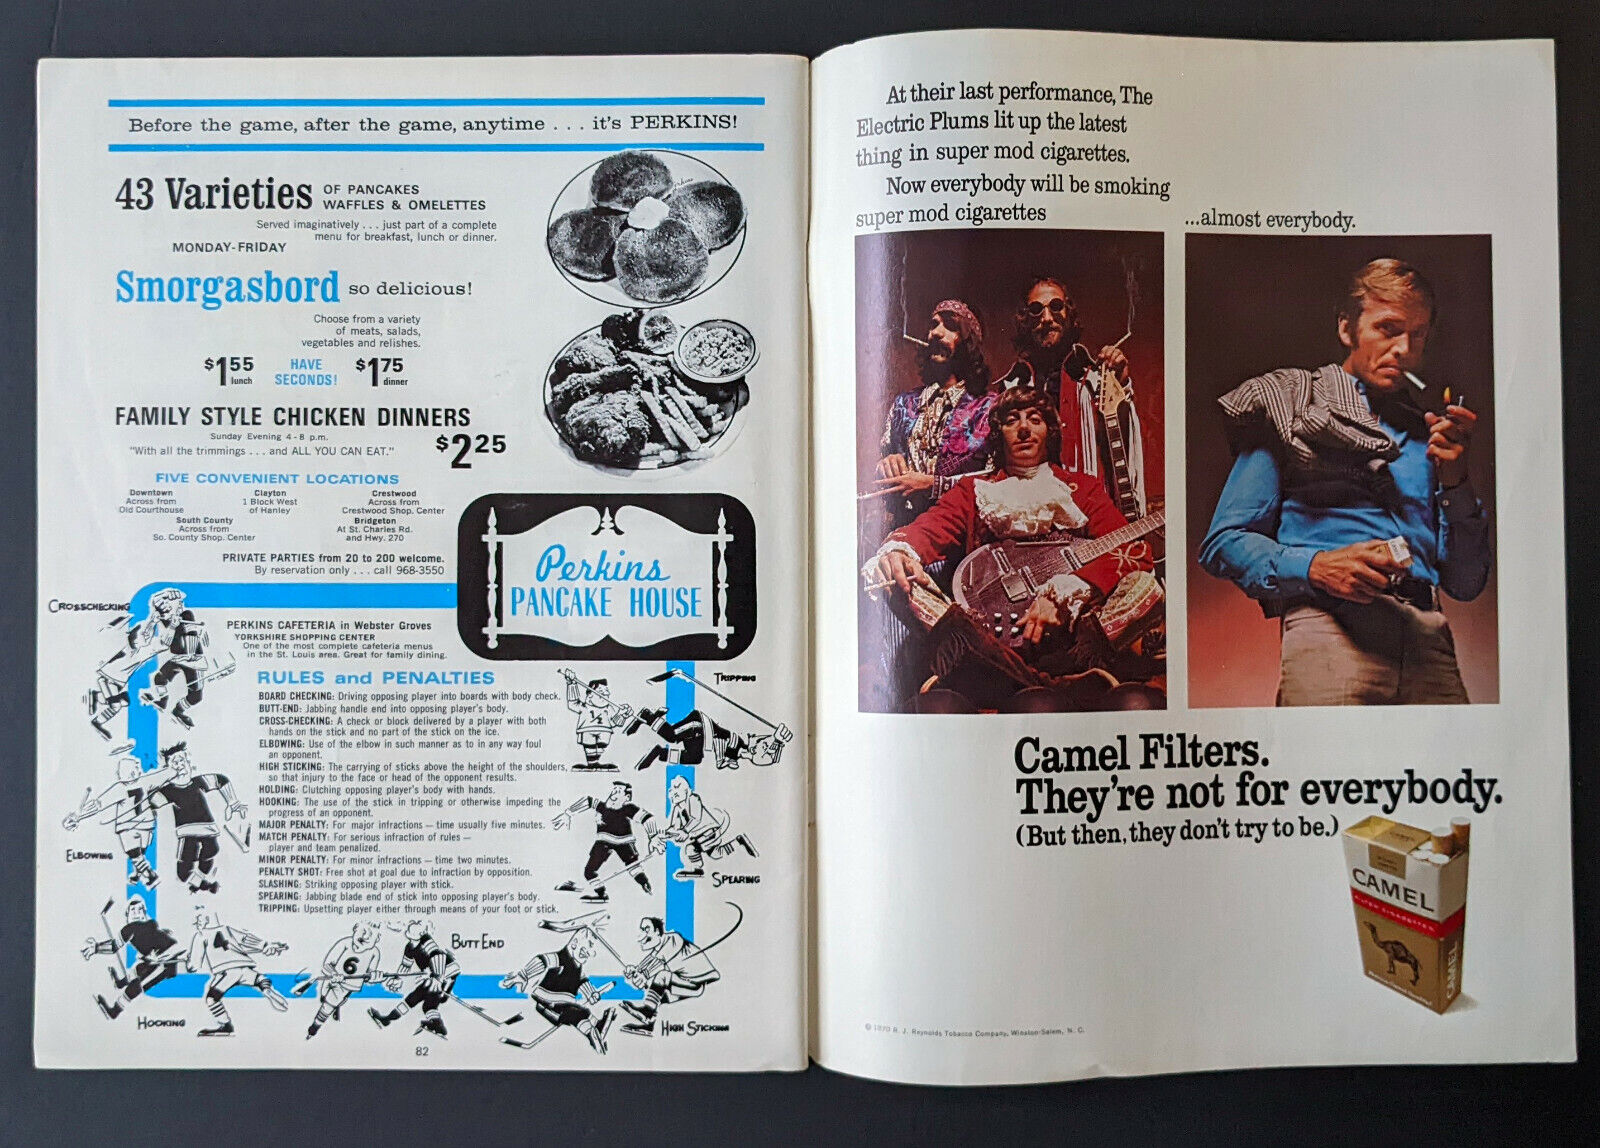 Before the game, after the game, anytime . . . it's PERKINS!
43 Varieties OF PANCAKES
WAFFLES & OMELETTES
Served imaginatively . . . just part of a complete
menu for breakfast, lunch or dinner.
MONDAY-FRIDAY
Smorgasbord so delicious!
Choose from a variety
of meats, salads,
vegetables and relishes.
$1.55 lunch
HAVE
SECONDS!
$1.75 dinner
FAMILY STYLE CHICKEN DINNERS
Sunday Evening 4-8 p.m.
"With all the trimmings . . . and ALL YOU CAN EAT."
$2.25
FIVE CONVENIENT LOCATIONS
Downtown
Across from
Old Courthouse
Clayton
1 Block West
of Hanley
Crestwood
Across from
Crestwood Shop. Center
South County
Across from
So. County Shop. Center
Bridgeton
At St. Charles Rd.
and Hwy. 270
PRIVATE PARTIES from 20 to 200 welcome.
By reservation only . . . call 968-3550
Perkins
PANCAKE HOUSE
PERKINS CAFETERIA in Webster Groves
YORKSHIRE SHOPPING CENTER
One of the most complete cafeteria menus
in the St. Louis area. Great for family dining.
RULES and PENALTIES
BOARD CHECKING: Driving opposing player into boards with body check.
BUTT-END: Jabbing handle end into opposing player's body.
CROSS-CHECKING: A check or block delivered by a player with both
hands on the stick and no part of the stick on the ice.
ELBOWING: Use of the elbow in such manner as to in any way foul
an opponent.
HIGH STICKING: The carrying of sticks above the height of the shoulders,
so that injury to the face or head of the opponent results.
HOLDING: Clutching opposing player's body with hands.
HOOKING: The use of the stick in tripping or otherwise impeding the
progress of an opponent.
MAJOR PENALTY: For major infractions — time usually five minutes.
MATCH PENALTY: For serious infraction of rules —
player and team penalized.
MINOR PENALTY: For minor infractions — time two minutes.
PENALTY SHOT: Free shot at goal due to infraction by opposition.
SLASHING: Striking opposing player with stick.
SPEARING: Jabbing blade end of stick into opposing player's body.
TRIPPING: Upsetting player either through means of your foot or stick.
CROSSCHECKING
TRIPPING
1/2
7
ELBOWING
SPEARING
4
6
BUTT END
HOOKING
HIGH STICKING
82
At their last performance, The
Electric Plums lit up the latest
thing in super mod cigarettes.
Now everybody will be smoking
super mod cigarettes
...almost everybody.
Camel Filters.
They're not for everybody.
(But then, they don't try to be.)
CAMEL
FILTER CIGARETTES
CAMEL
© 1970 R. J. Reynolds Tobacco Company, Winston-Salem, N. C.